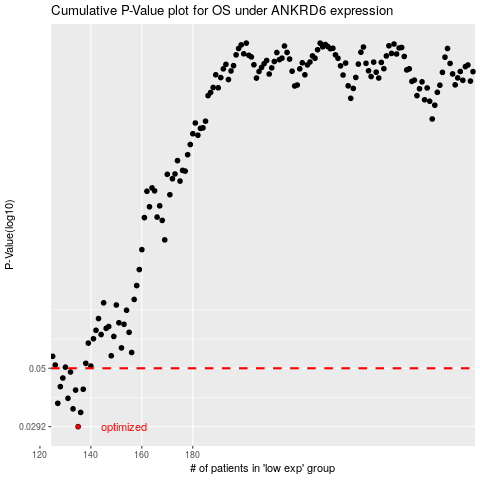 Cumulative P-Value plot for OS under ANKRD6 expression
P-Value(log10)
0.05
0.0292
optimized
120 140 160 180
# of patients in 'low exp' group